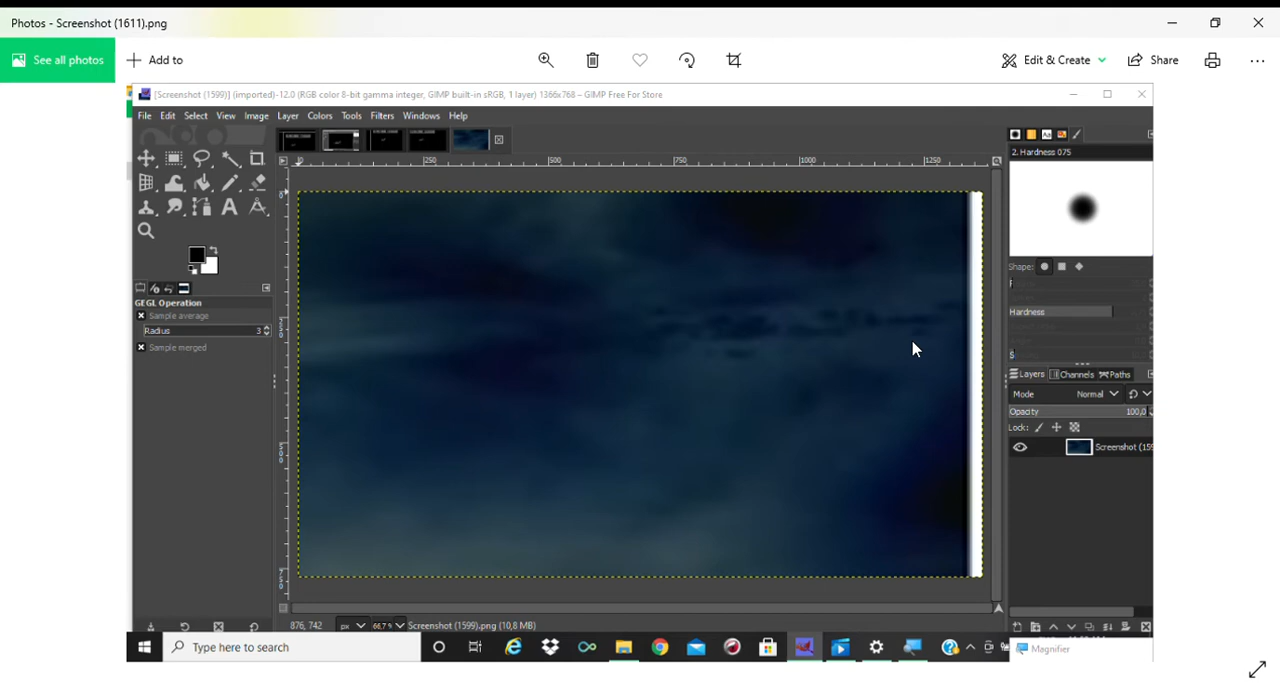 Photos - Screenshot (1611).png
See all photos
Add to
Edit & Create
Share
[Screenshot (1599)] (imported)-12.0 (RGB color 8-bit gamma integer, GIMP built-in sRGB, 1 layer) 1366x768 – GIMP Free For Store
File Edit Select View Image Layer Colors Tools Filters Windows Help
0 250 500 750 1000 1250
2. Hardness 075
Shape:
GEGL Operation
Sample average
Radius 3
Sample merged
Hardness
Layers Channels Paths
Mode Normal
Opacity 100,0
Lock:
Screenshot (159
876, 742 px 66.7 % Screenshot (1599).png (10,8 MB)
Type here to search
Magnifier